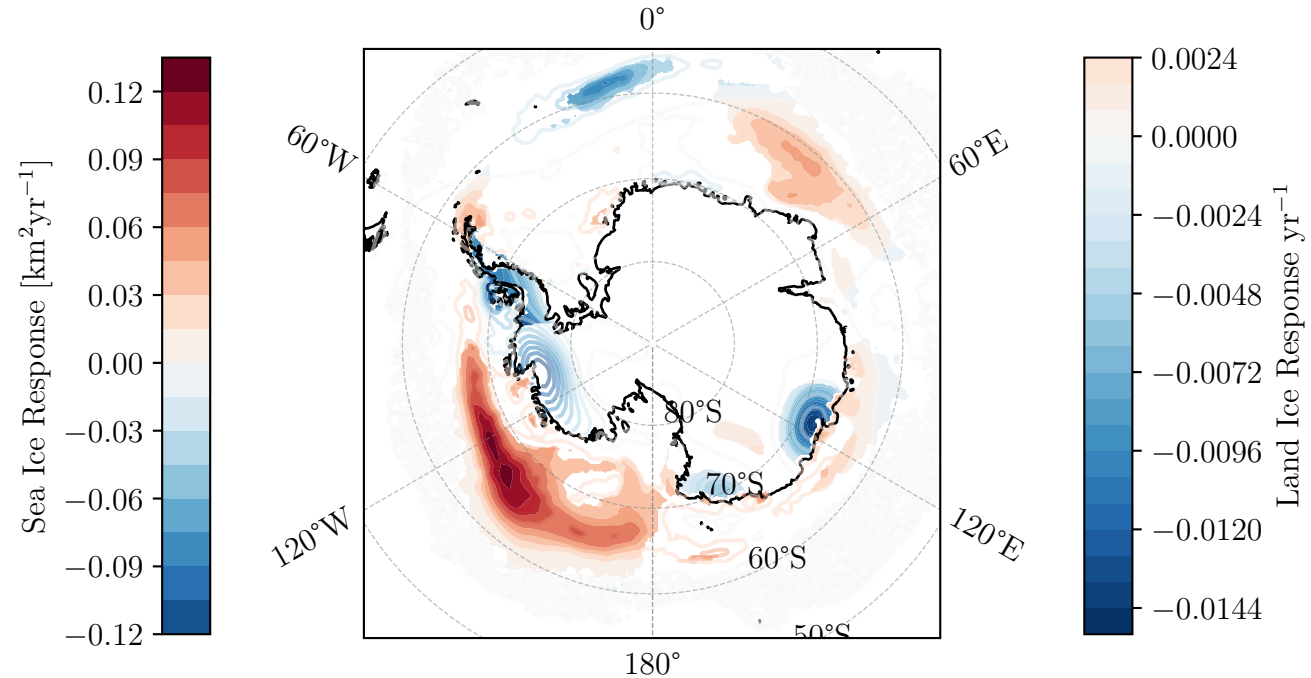 0°
60°W
60°E
120°W
120°E
180°
80°S
70°S
60°S
50°S
Sea Ice Response [km²yr⁻¹]
0.12
0.09
0.06
0.03
0.00
−0.03
−0.06
−0.09
−0.12
0.0024
0.0000
−0.0024
−0.0048
−0.0072
−0.0096
−0.0120
−0.0144
Land Ice Response yr⁻¹